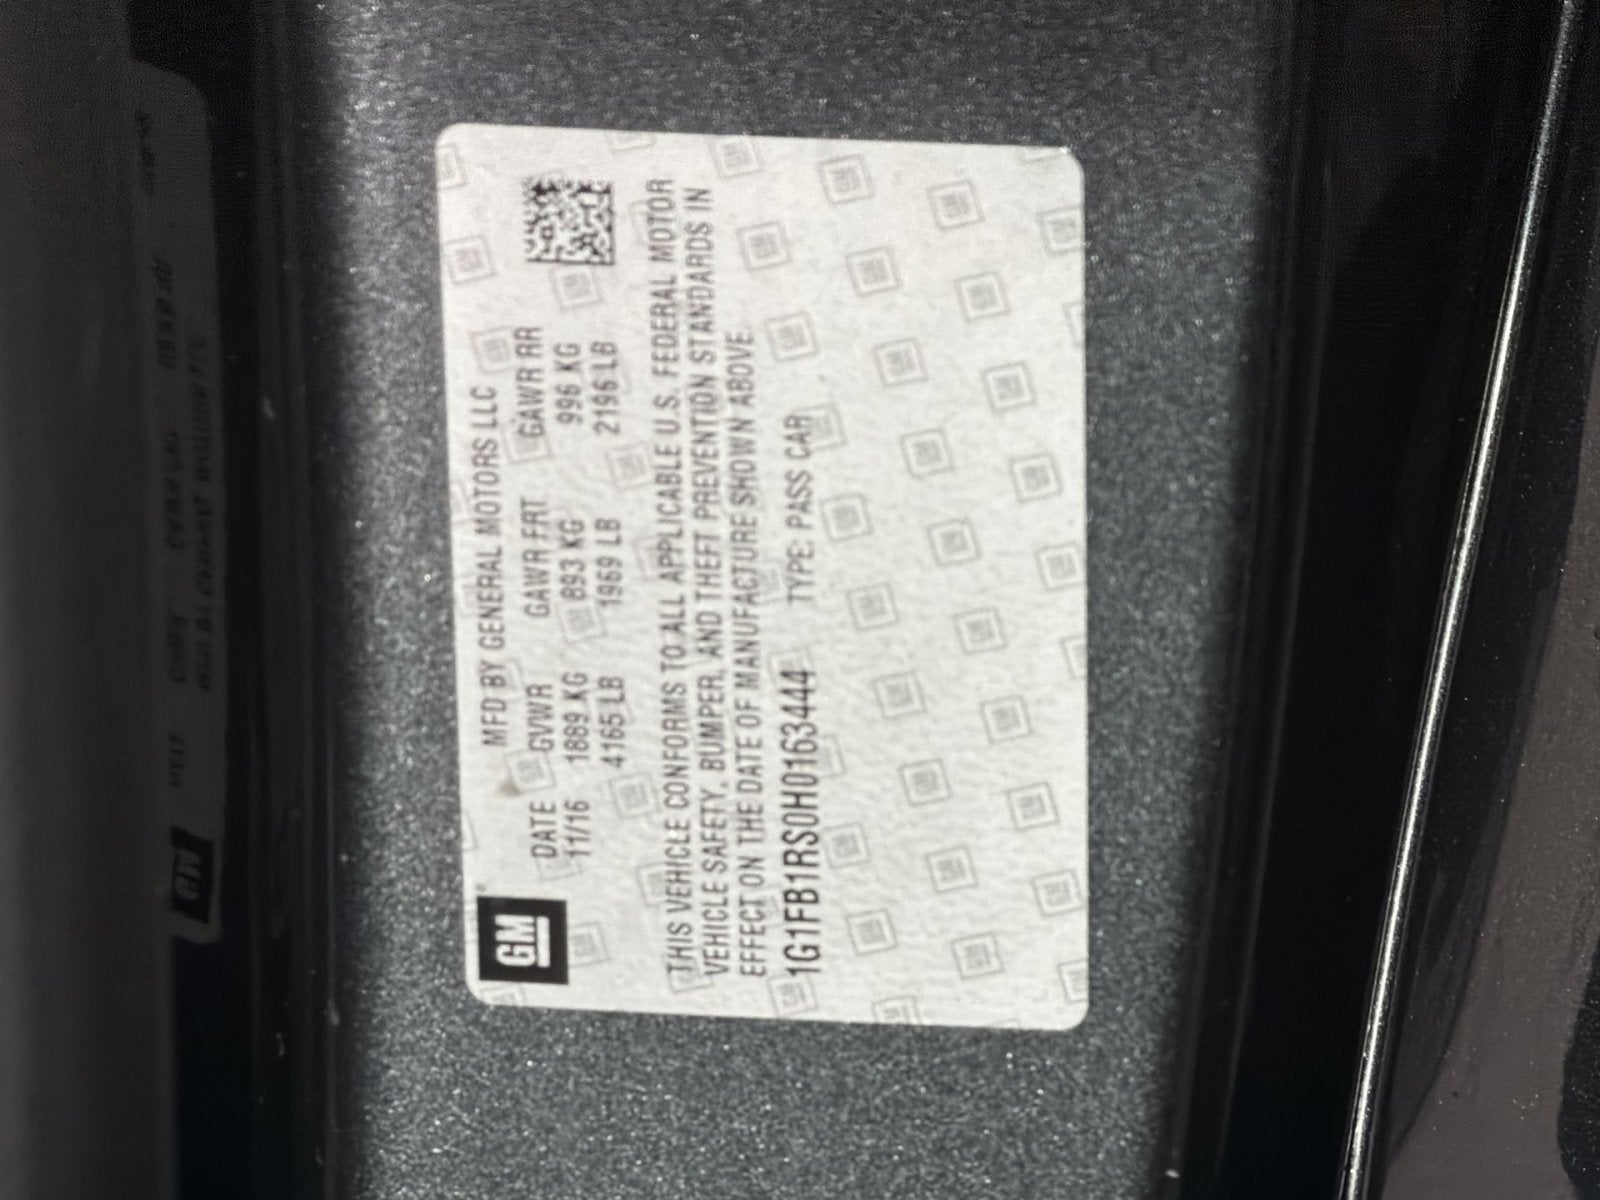 GM
MFD BY GENERAL MOTORS LLC
DATE GVWR GAWR FRT GAWR RR
11/16 1889 KG 893 KG 996 KG
4165 LB 1969 LB 2196 LB
THIS VEHICLE CONFORMS TO ALL APPLICABLE U.S. FEDERAL MOTOR
VEHICLE SAFETY, BUMPER, AND THEFT PREVENTION STANDARDS IN
EFFECT ON THE DATE OF MANUFACTURE SHOWN ABOVE.
1G1FB1RS0H0163444 TYPE: PASS CAR
GM